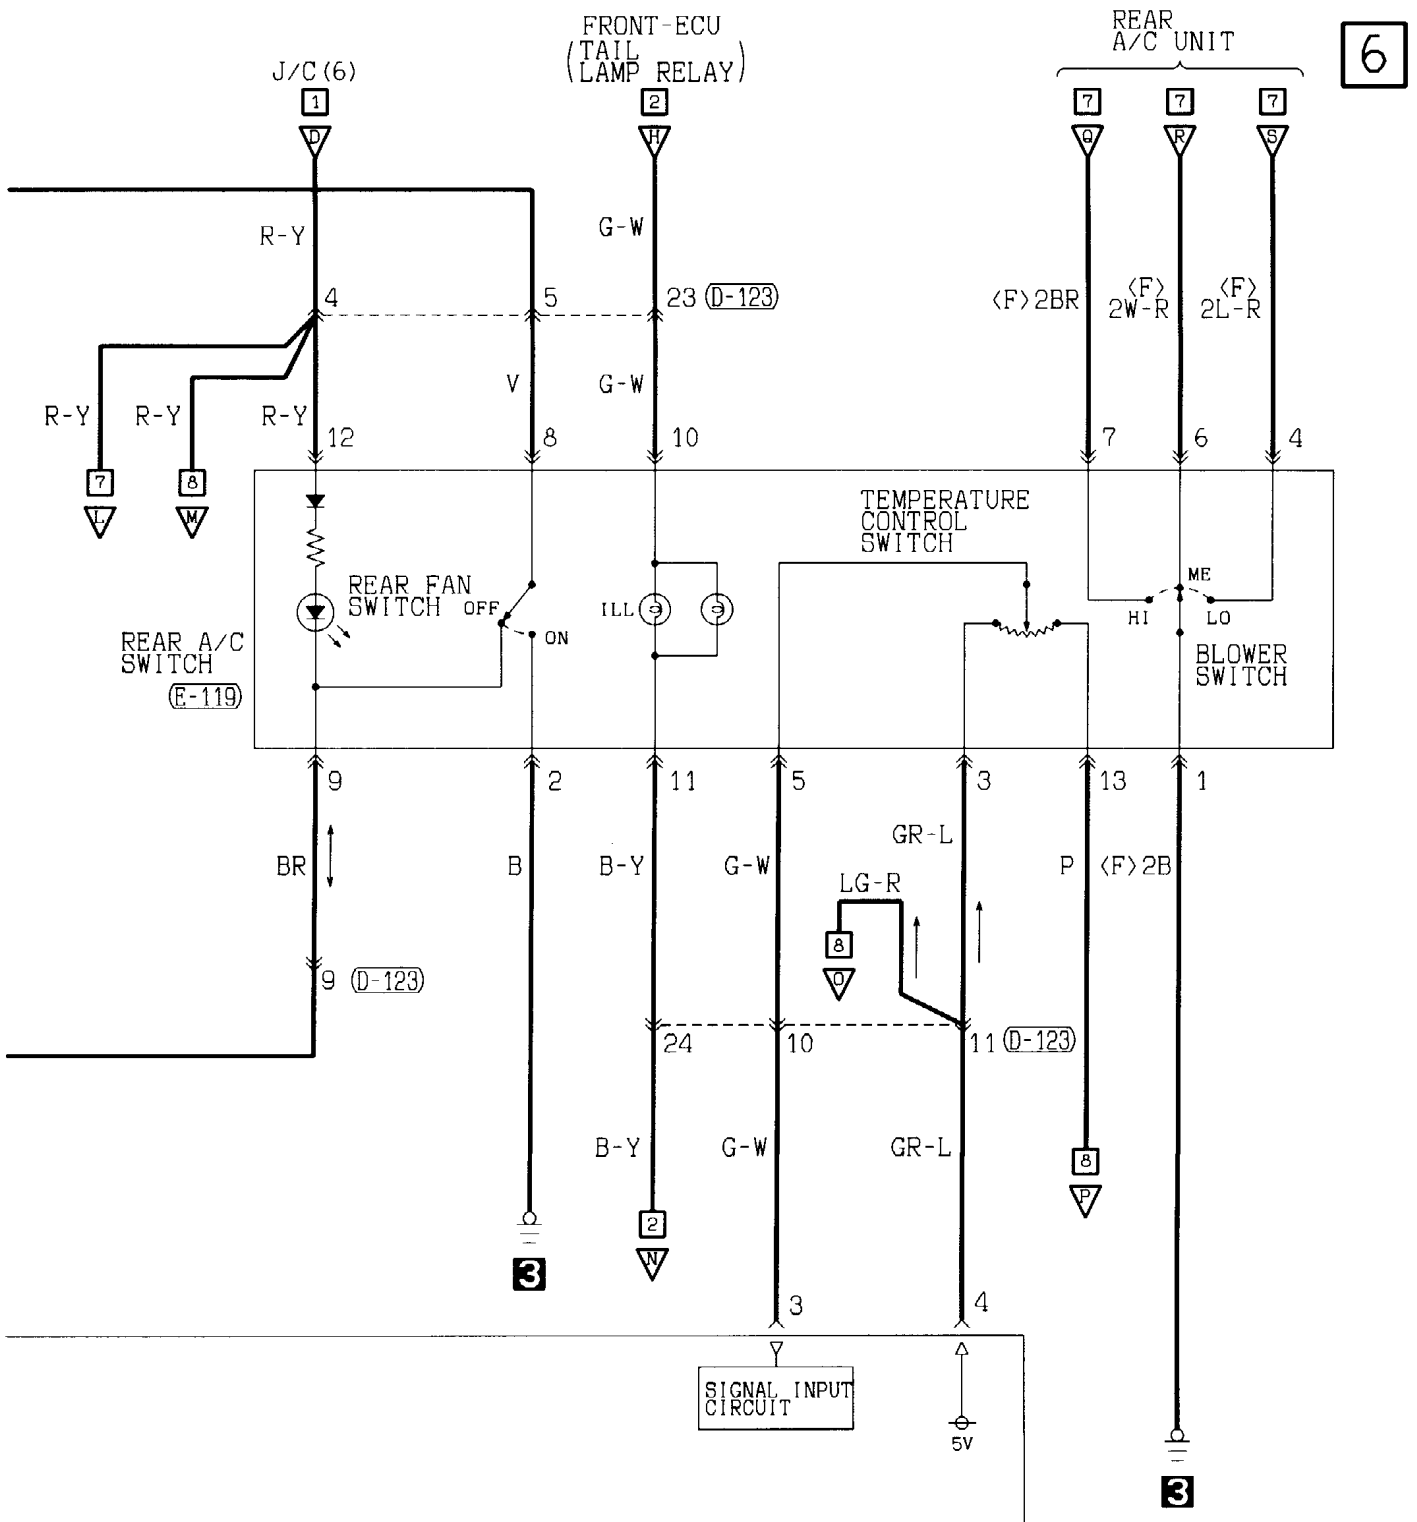 FRONT-ECU
(TAIL
LAMP RELAY)
REAR
A/C UNIT
6
J/C(6)
1
2
7
7
7
D
H
Q
R
S
R-Y
G-W
4
5
23 (D-123)
<F>2BR
<F>
2W-R
<F>
2L-R
V
G-W
R-Y
R-Y
R-Y
12
8
10
7
6
4
7
8
L
M
TEMPERATURE
CONTROL
SWITCH
REAR FAN
SWITCH
OFF
ON
ILL
ME
HI
LO
REAR A/C
SWITCH
(E-119)
BLOWER
SWITCH
9
2
11
5
3
13
1
GR-L
BR
B
B-Y
G-W
P
<F>2B
LG-R
8
O
9 (D-123)
24
10
11 (D-123)
B-Y
G-W
GR-L
8
P
2
N
3
3
4
SIGNAL INPUT
CIRCUIT
5V
3